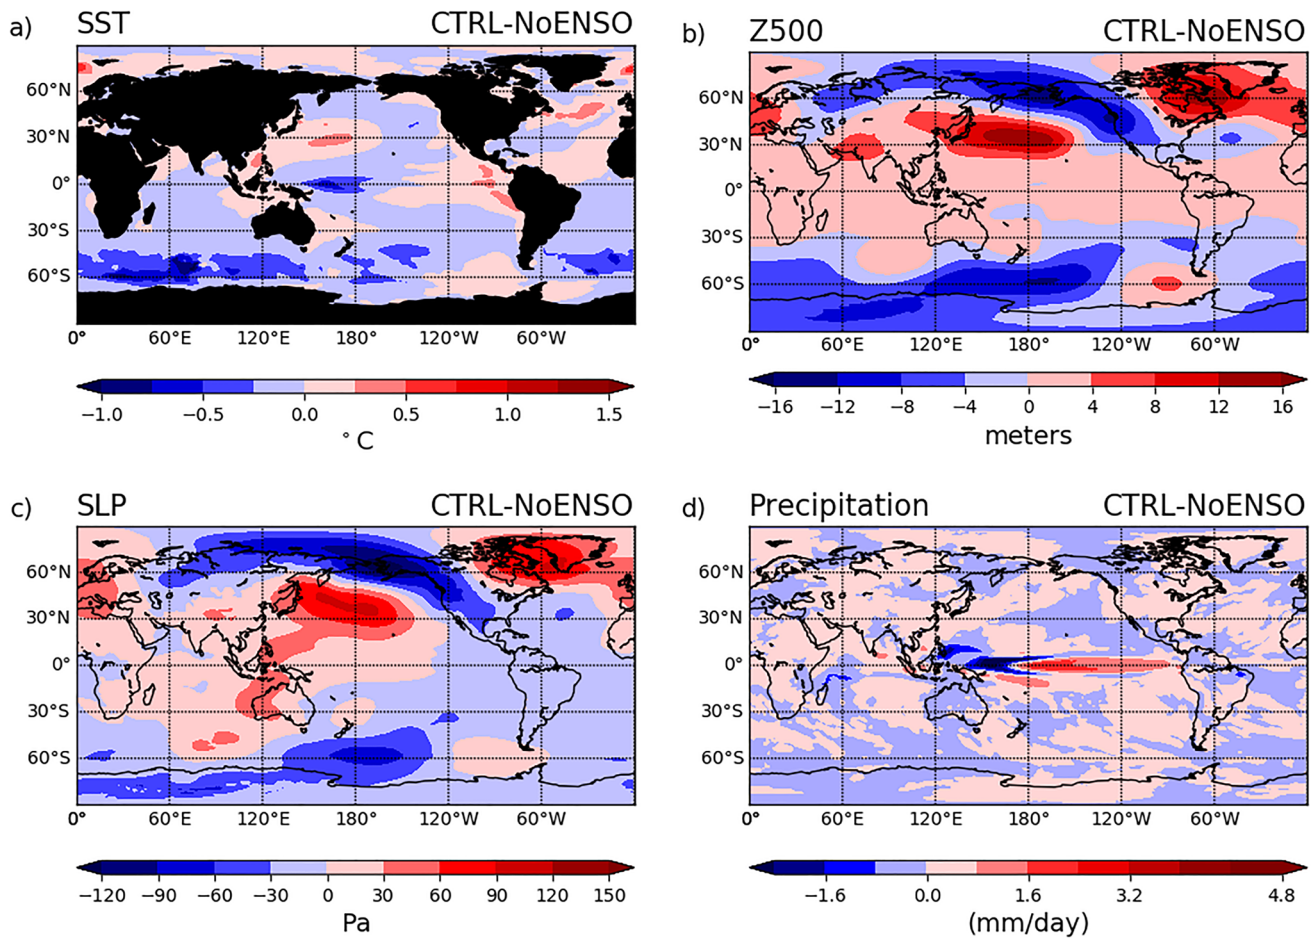 a) SST CTRL-NoENSO
60°N
30°N
0°
30°S
60°S
0° 60°E 120°E 180° 120°W 60°W
−1.0 −0.5 0.0 0.5 1.0 1.5
°C
b) Z500 CTRL-NoENSO
60°N
30°N
0°
30°S
60°S
0° 60°E 120°E 180° 120°W 60°W
−16 −12 −8 −4 0 4 8 12 16
meters
c) SLP CTRL-NoENSO
60°N
30°N
0°
30°S
60°S
0° 60°E 120°E 180° 120°W 60°W
−120 −90 −60 −30 0 30 60 90 120 150
Pa
d) Precipitation CTRL-NoENSO
60°N
30°N
0°
30°S
60°S
0° 60°E 120°E 180° 120°W 60°W
−1.6 0.0 1.6 3.2 4.8
(mm/day)